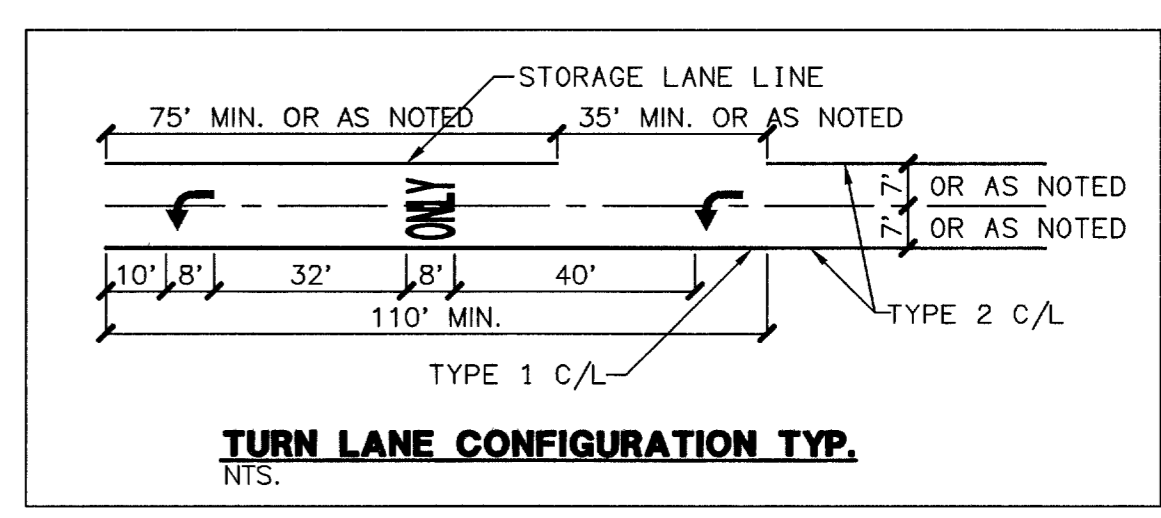 STORAGE LANE LINE
75' MIN. OR AS NOTED
35' MIN. OR AS NOTED
ONLY
7' OR AS NOTED
7' OR AS NOTED
10' 8' 32' 8' 40'
110' MIN.
TYPE 2 C/L
TYPE 1 C/L
TURN LANE CONFIGURATION TYP.
NTS.